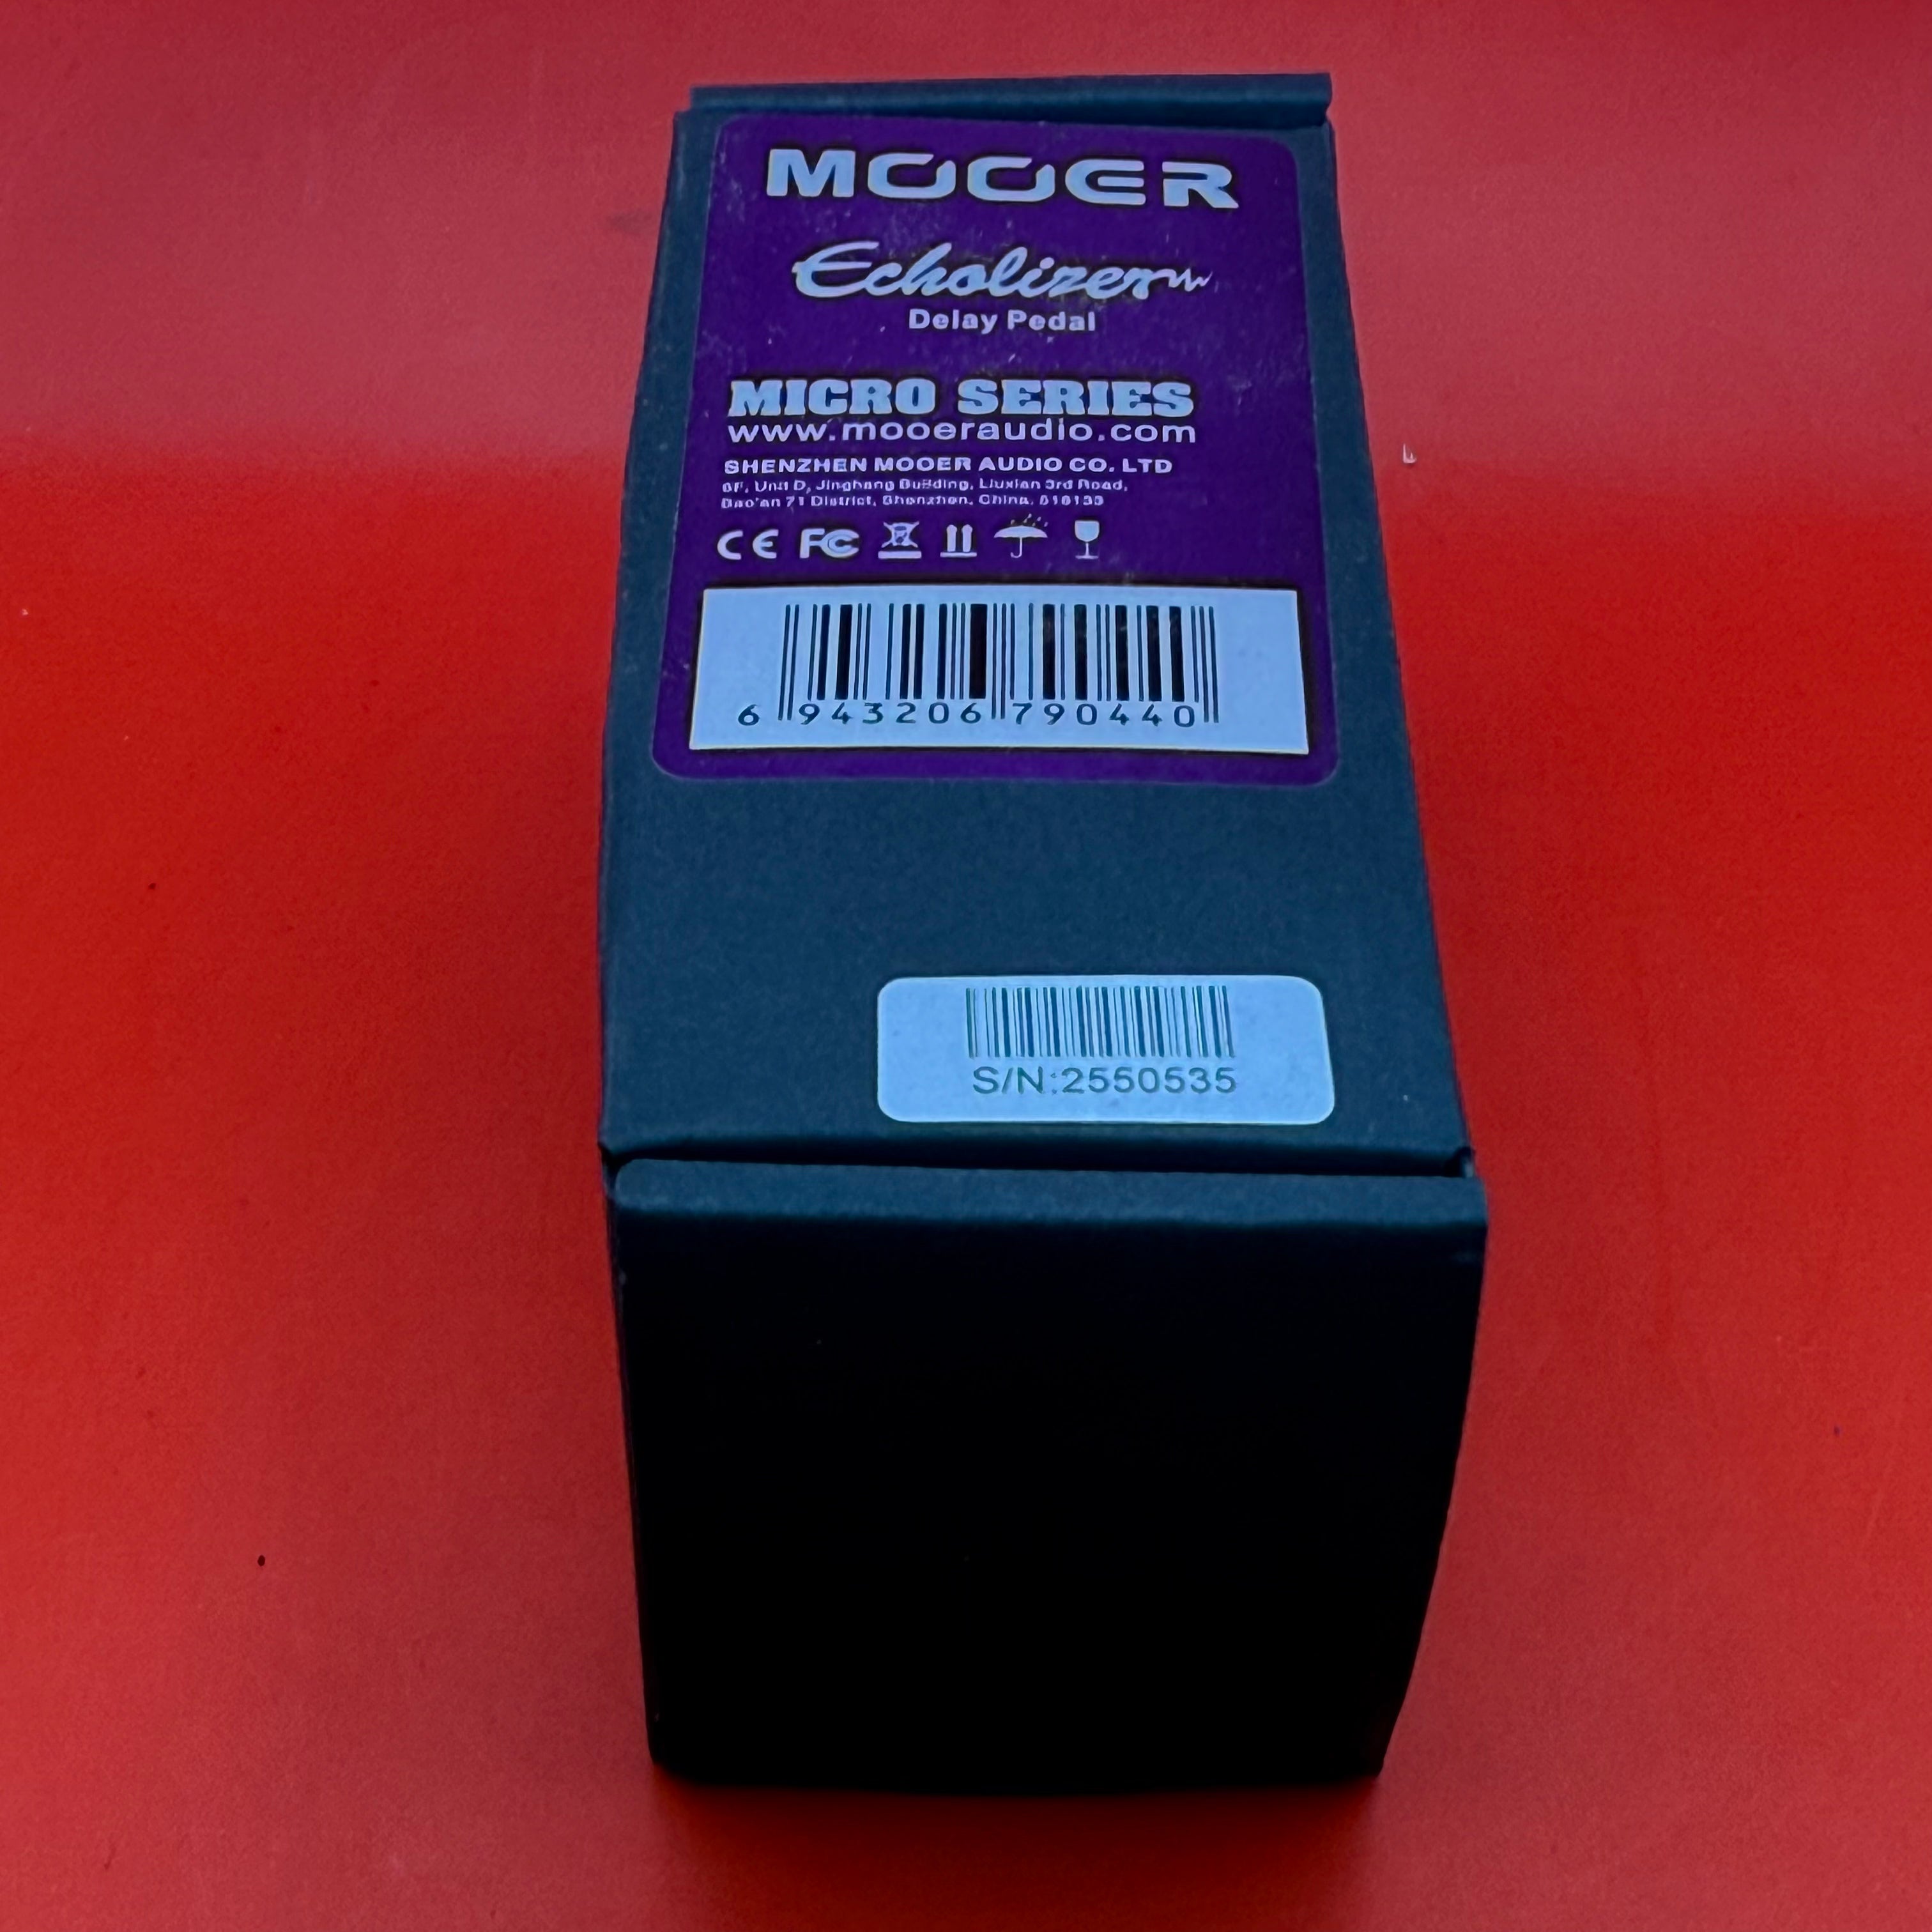 MOOER
Echolizer
Delay Pedal
MICRO SERIES
www.mooeraudio.com
SHENZHEN MOOER AUDIO CO. LTD
6F, Unit D, Jinghang Building, Liuxian 3rd Road,
Bao'an 71 District, Shenzhen, China. 518133
CE FC
6 943206 790440
S/N:2550535